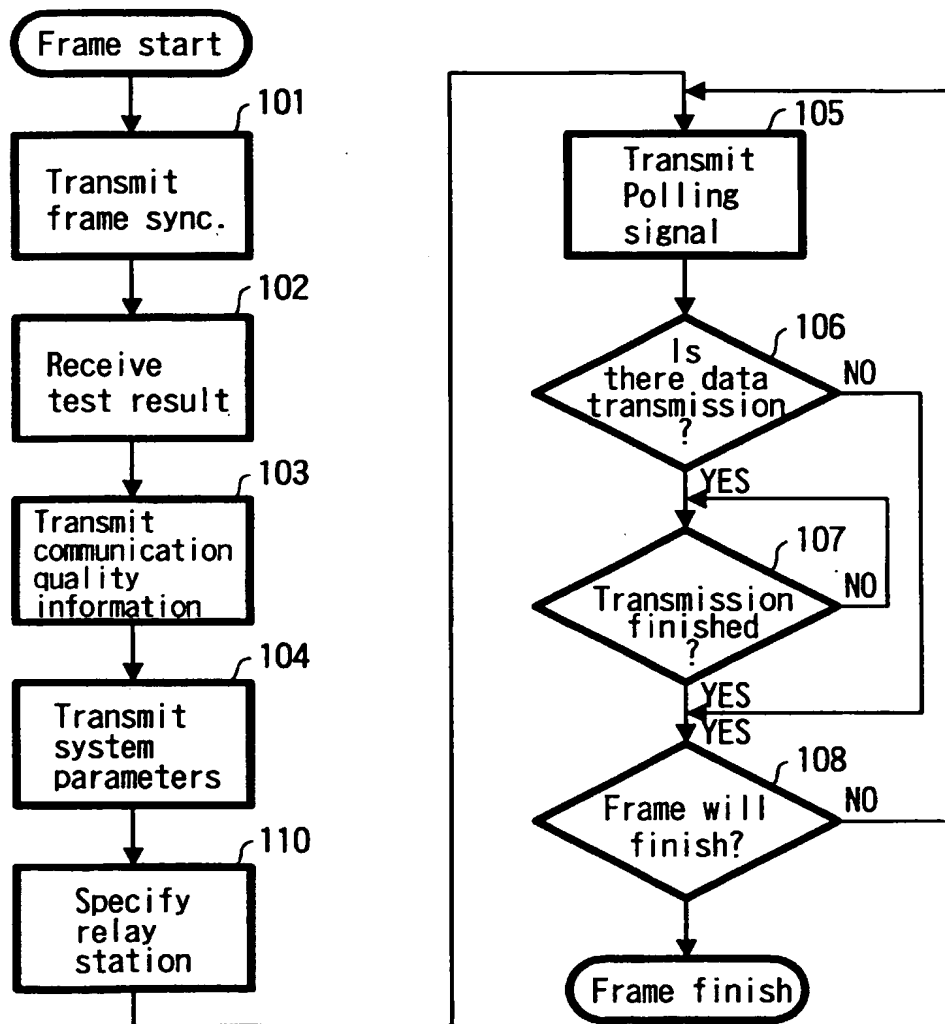 Frame start
101
Transmit
frame sync.
102
Receive
test result
103
Transmit
communication
quality
information
104
Transmit
system
parameters
110
Specify
relay
station
105
Transmit
Polling
signal
106
Is
there data
transmission
?
NO
YES
107
Transmission
finished
?
NO
YES
YES
108
Frame will
finish?
NO
Frame finish